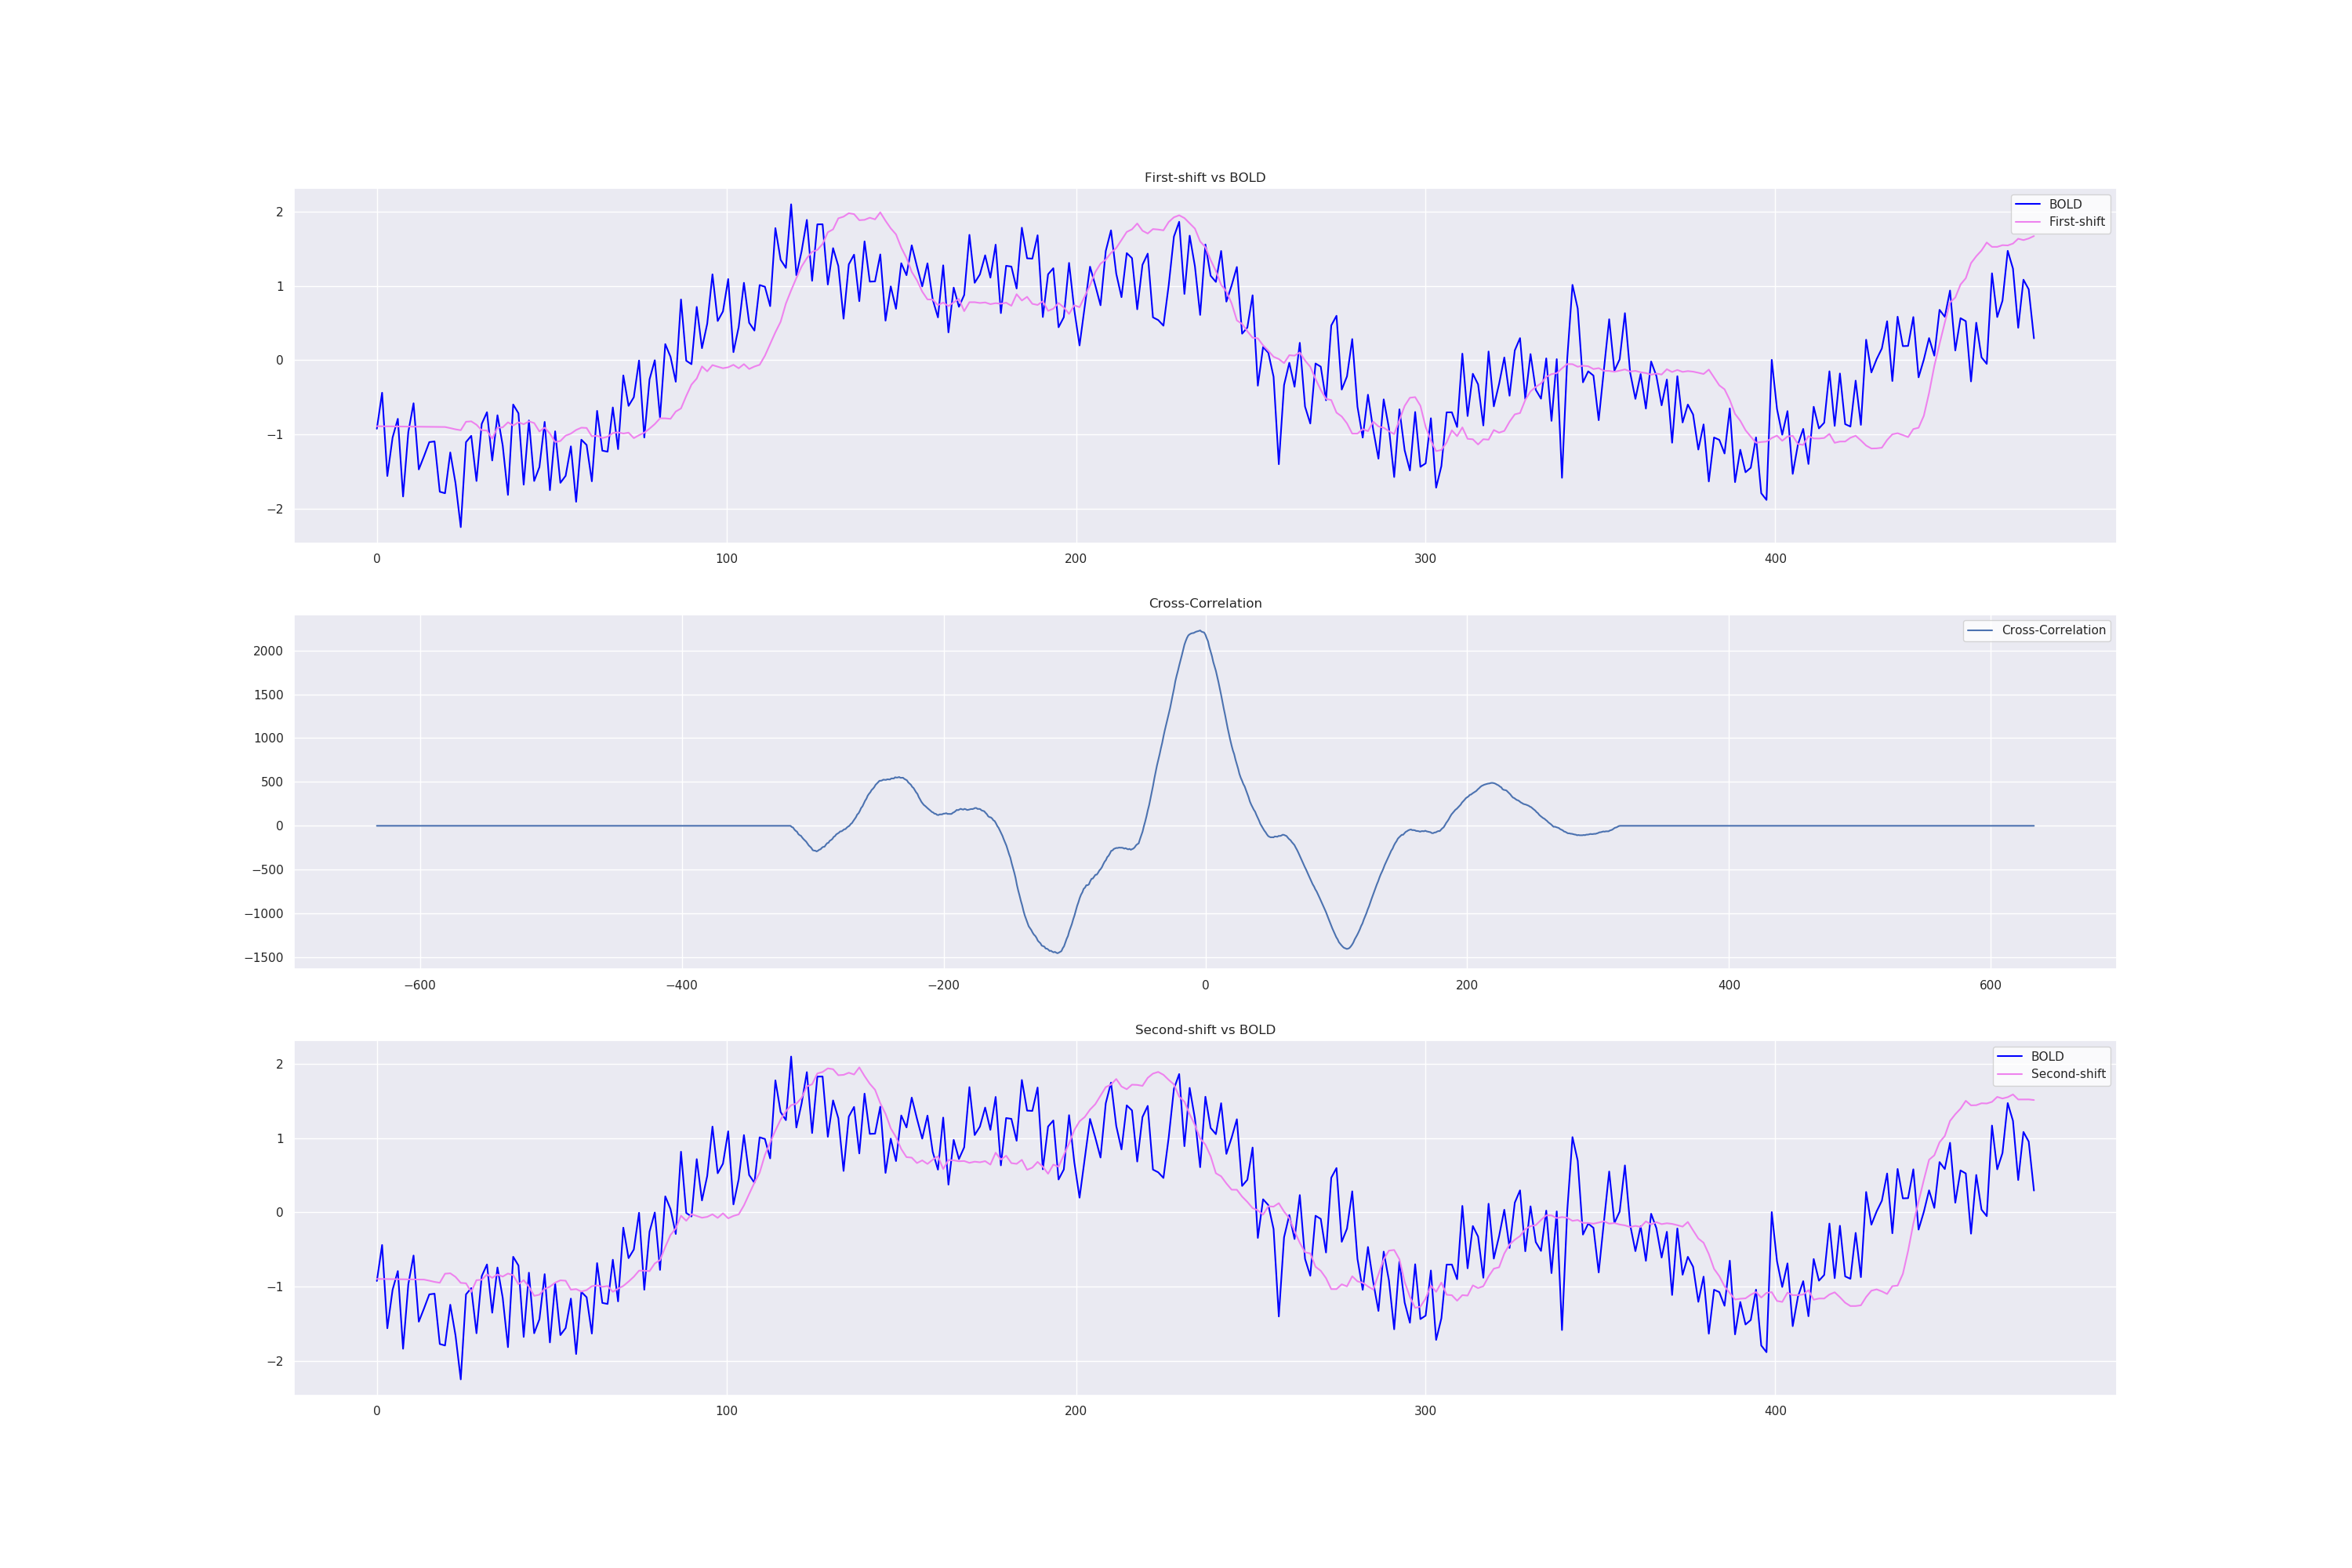 First-shift vs BOLD
2
1
0
−1
−2
BOLD
First-shift
0 100 200 300 400
Cross-Correlation
2000
1500
1000
500
0
−500
−1000
−1500
Cross-Correlation
−600 −400 −200 0 200 400 600
Second-shift vs BOLD
2
1
0
−1
−2
BOLD
Second-shift
0 100 200 300 400